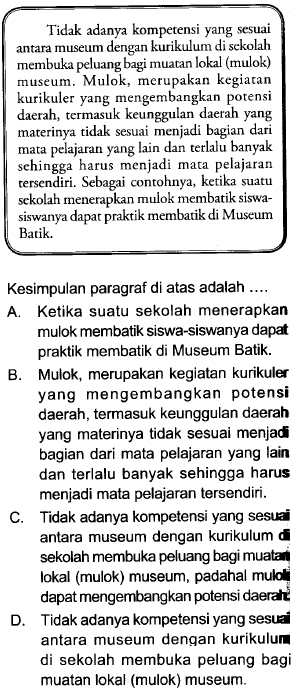 Tidak adanya kompetensi yang sesuai
antara museum dengan kurikulum di sekolah
membuka peluang bagi muatan lokal (mulok)
museum. Mulok, merupakan kegiatan
kurikuler yang mengembangkan potensi
daerah, termasuk keunggulan daerah yang
materinya tidak sesuai menjadi bagian dari
mata pelajaran yang lain dan terlalu banyak
sehingga harus menjadi mata pelajaran
tersendiri. Sebagai contohnya, ketika suatu
sekolah menerapkan mulok membatik siswa-
siswanya dapat praktik membatik di Museum
Batik.
Kesimpulan paragraf di atas adalah ....
A. Ketika suatu sekolah menerapkan
mulok membatik siswa-siswanya dapat
praktik membatik di Museum Batik.
B. Mulok, merupakan kegiatan kurikuler
yang mengembangkan potensi
daerah, termasuk keunggulan daerah
yang materinya tidak sesuai menjadi
bagian dari mata pelajaran yang lain
dan terlalu banyak sehingga harus
menjadi mata pelajaran tersendiri.
C. Tidak adanya kompetensi yang sesuai
antara museum dengan kurikulum di
sekolah membuka peluang bagi muatan
lokal (mulok) museum, padahal mulok
dapat mengembangkan potensi daerah.
D. Tidak adanya kompetensi yang sesuai
antara museum dengan kurikulum
di sekolah membuka peluang bagi
muatan lokal (mulok) museum.